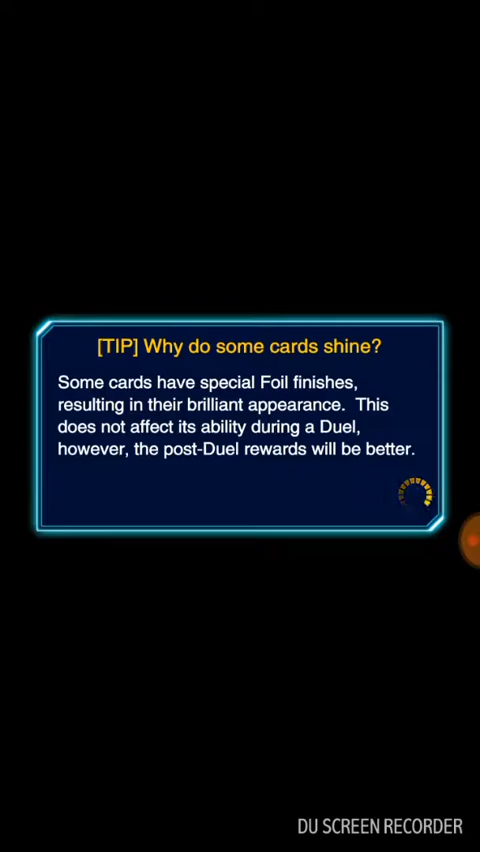 [TIP] Why do some cards shine?
Some cards have special Foil finishes,
resulting in their brilliant appearance.  This
does not affect its ability during a Duel,
however, the post-Duel rewards will be better.
DU SCREEN RECORDER